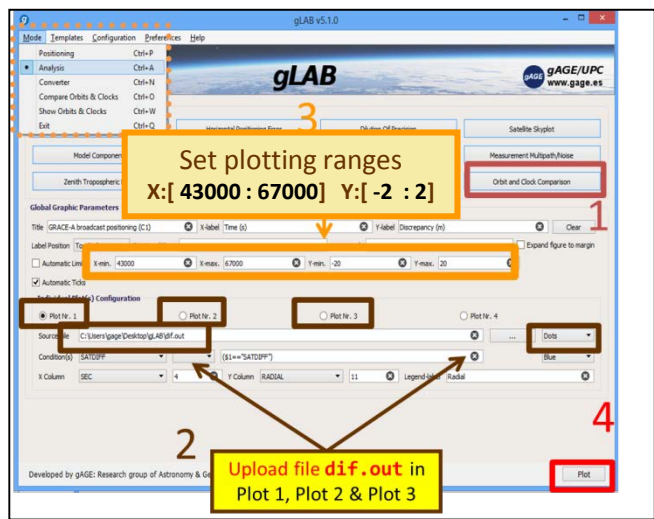 gLAB v5.1.0
Mode Templates Configuration Preferences Help
Positioning Ctrl+P
Analysis Ctrl+A
Converter Ctrl+N
Compare Orbits & Clocks Ctrl+O
Show Orbits & Clocks Ctrl+W
Exit Ctrl+Q
gLAB
gAGE
gAGE/UPC
www.gage.es
3
Horizontal Positioning Error Dilution Of Precision Satellite Skyplot
Model Componen Measurement Multipath/Noise
Zenith Tropospheric Orbit and Clock Comparison
Set plotting ranges
X:[ 43000 : 67000] Y:[ -2 : 2]
1
Global Graphic Parameters
Title GRACE-A broadcast positioning (C1) X-label Time (s) Y-label Discrepancy (m) Clear
Label Position Expand figure to margin
Automatic Limi X-min. 43000 X-max. 67000 Y-min. -20 Y-max. 20
Automatic Ticks
Individual Plot(s) Configuration
Plot Nr. 1 Plot Nr. 2 Plot Nr. 3 Plot Nr. 4
Source file C:\Users\gage\Desktop\gLAB\dif.out ... Dots
Condition(s) SATDIFF ($1=="SATDIFF") Blue
X Column SEC 4 Y Column RADIAL 11 Legend-label Radial
4
2
Upload file dif.out in
Plot 1, Plot 2 & Plot 3
Developed by gAGE: Research group of Astronomy & Ge
Plot